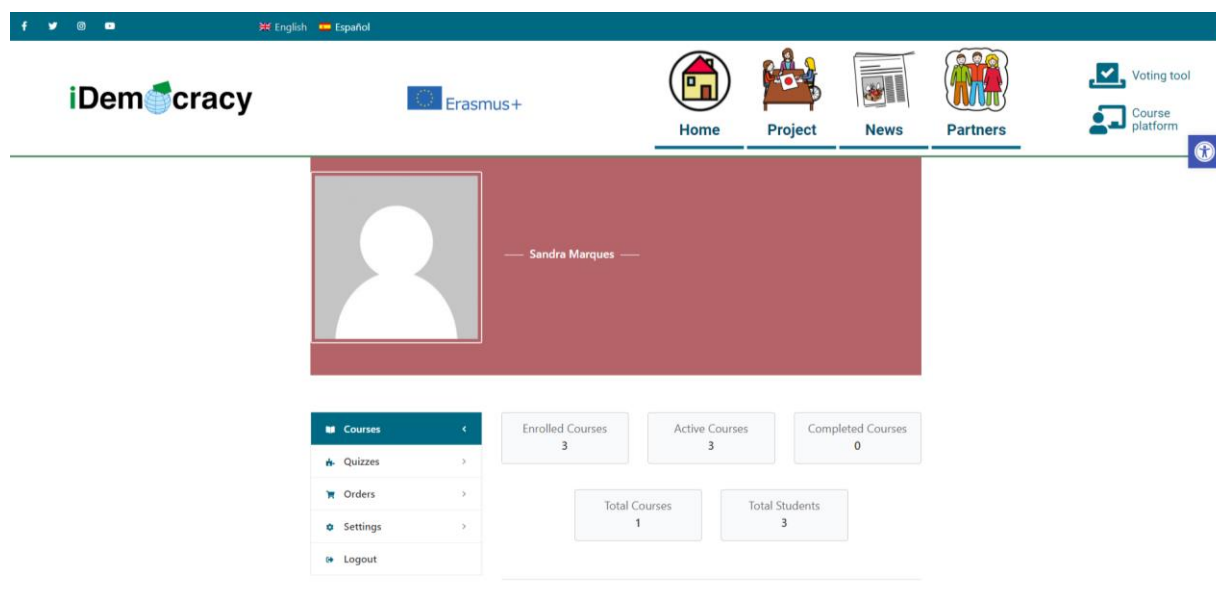 English Español
iDemocracy
Erasmus+
Home Project News Partners
Voting tool
Course
platform
Sandra Marques
Courses
Quizzes
Orders
Settings
Logout
Enrolled Courses
3
Active Courses
3
Completed Courses
0
Total Courses
1
Total Students
3